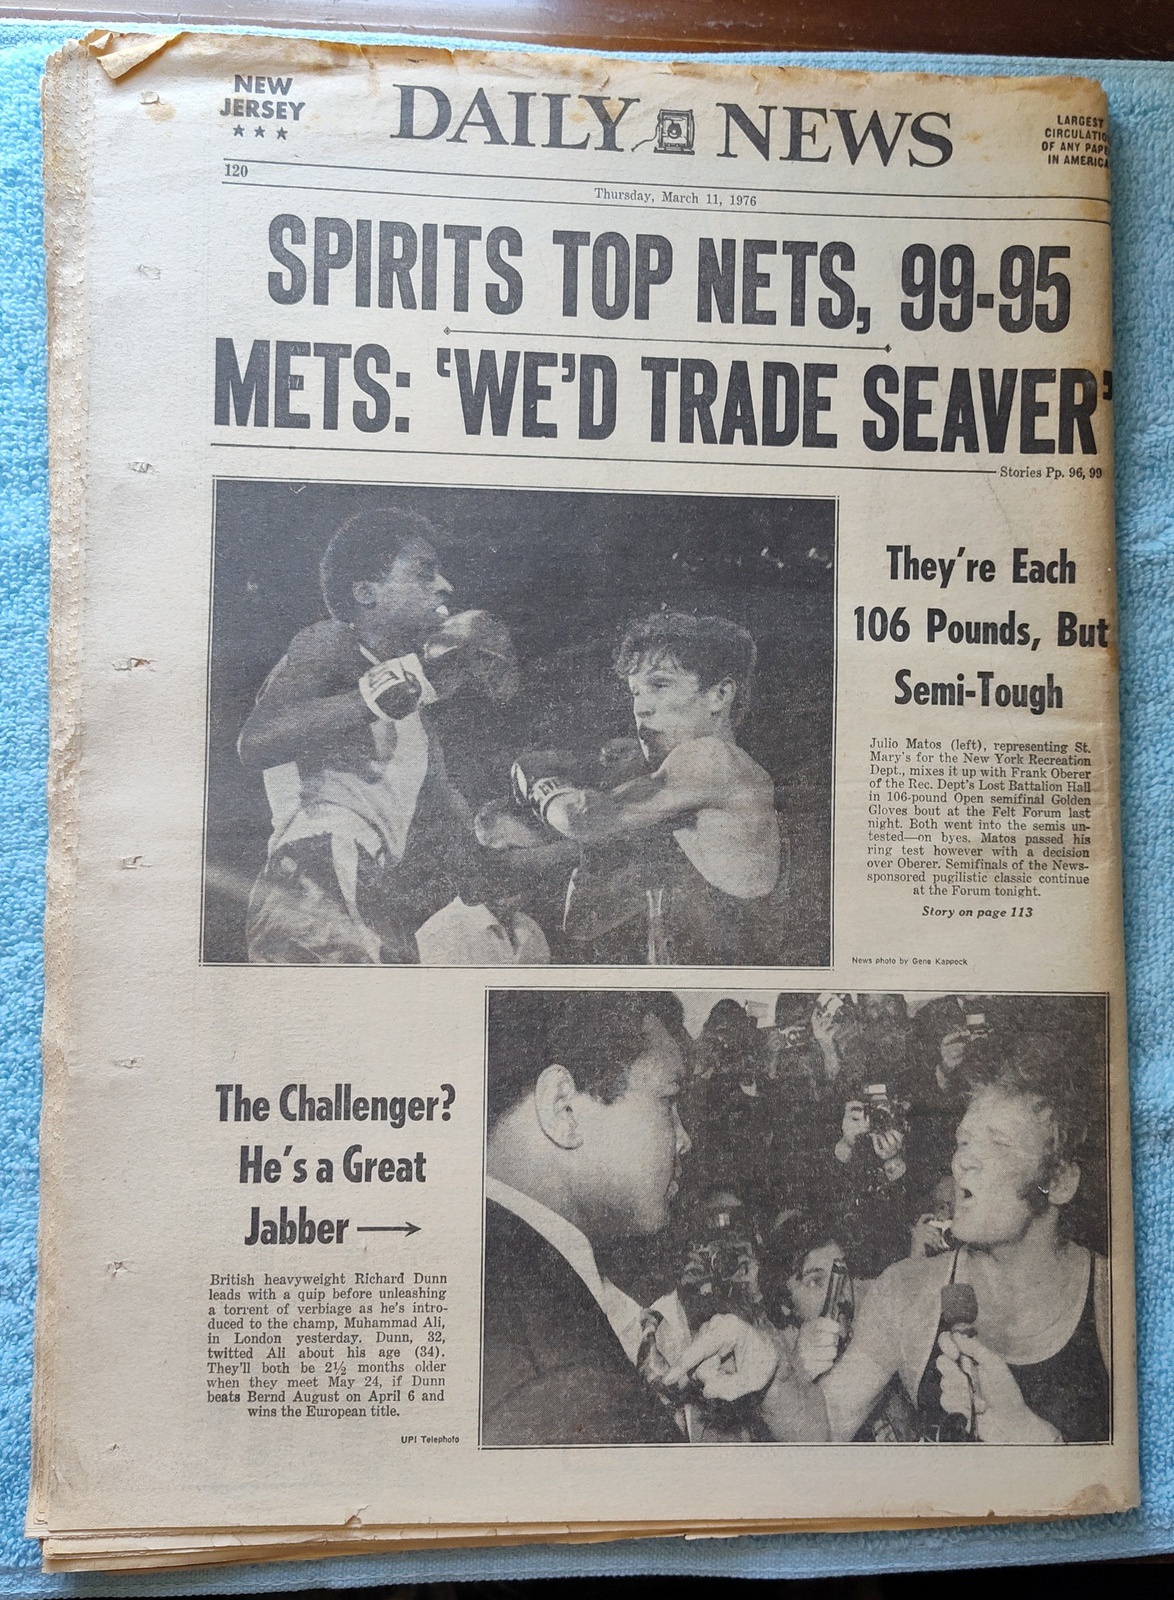 NEW
JERSEY
★ ★ ★
DAILY NEWS
LARGEST
CIRCULATIO
OF ANY PAPE
IN AMERICA
120
Thursday, March 11, 1976
SPIRITS TOP NETS, 99-95
METS: ‘WE’D TRADE SEAVER’
Stories Pp. 96, 99
They’re Each
106 Pounds, But
Semi-Tough
Julio Matos (left), representing St.
Mary’s for the New York Recreation
Dept., mixes it up with Frank Oberer
of the Rec. Dept’s Lost Battalion Hall
in 106-pound Open semifinal Golden
Gloves bout at the Felt Forum last
night. Both went into the semis un-
tested—on byes. Matos passed his
ring test however with a decision
over Oberer. Semifinals of the News-
sponsored pugilistic classic continue
at the Forum tonight.
Story on page 113
News photo by Gene Kappock
The Challenger?
He’s a Great
Jabber →
British heavyweight Richard Dunn
leads with a quip before unleashing
a torrent of verbiage as he’s intro-
duced to the champ, Muhammad Ali,
in London yesterday. Dunn, 32,
twitted Ali about his age (34).
They’ll both be 2½ months older
when they meet May 24, if Dunn
beats Bernd August on April 6 and
wins the European title.
UPI Telephoto